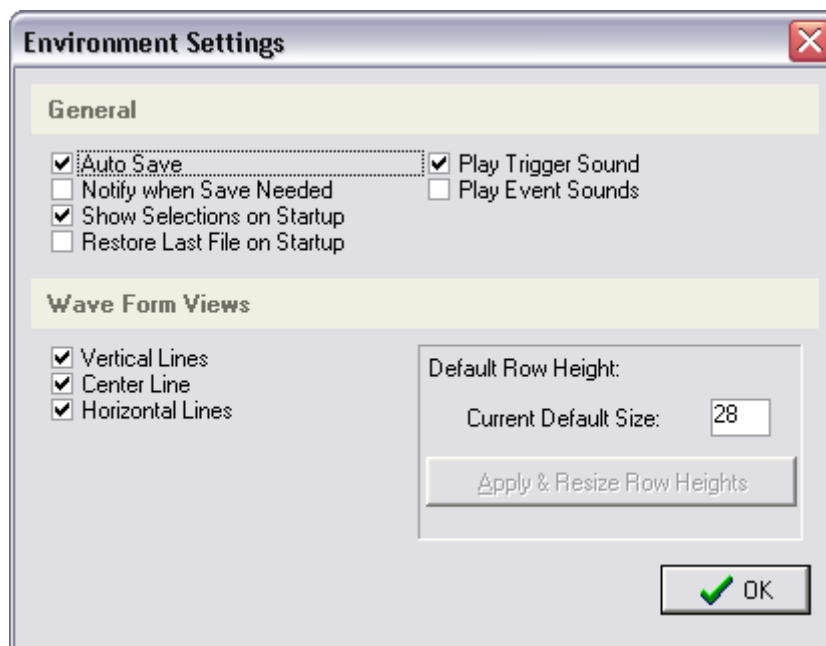 Environment Settings
General
Auto Save
Notify when Save Needed
Show Selections on Startup
Restore Last File on Startup
Play Trigger Sound
Play Event Sounds
Wave Form Views
Vertical Lines
Center Line
Horizontal Lines
Default Row Height:
Current Default Size: 28
Apply & Resize Row Heights
OK